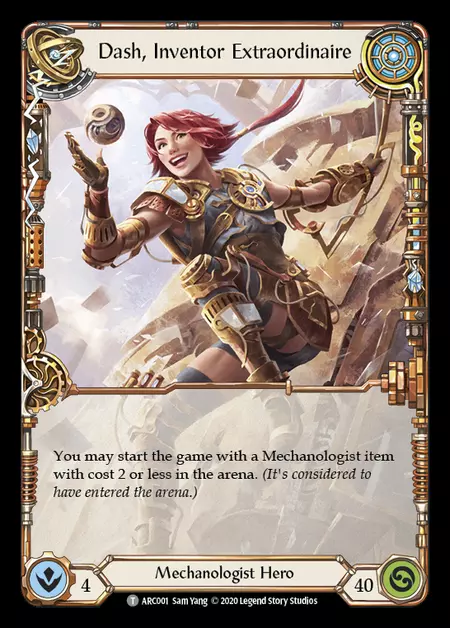 Dash, Inventor Extraordinaire
You may start the game with a Mechanologist item
with cost 2 or less in the arena. (It's considered to
have entered the arena.)
4
Mechanologist Hero
40
T ARC001 Sam Yang © 2020 Legend Story Studios